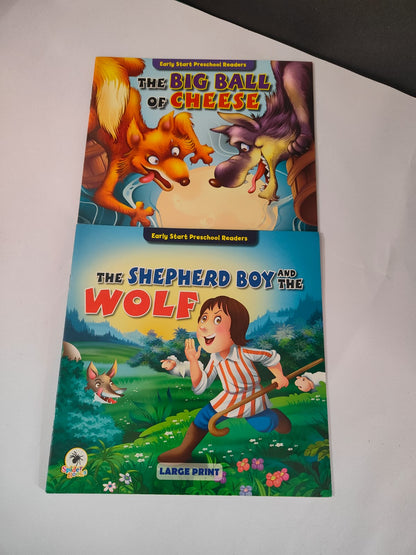 Early Start Preschool Readers
THE BIG BALL
OF CHEESE
Early Start Preschool Readers
THE SHEPHERD BOY AND THE
WOLF
Spider
LARGE PRINT